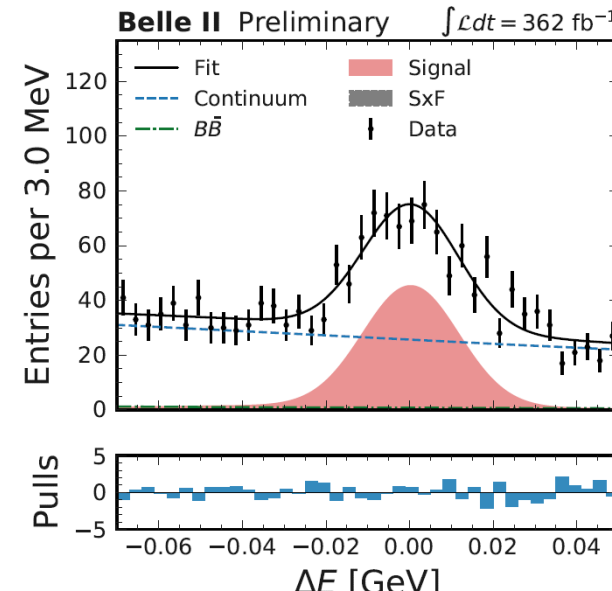 Belle II Preliminary ∫ℒdt = 362 fb⁻¹
Fit Signal
Continuum SxF
BB̄ Data
Entries per 3.0 MeV
120
100
80
60
40
20
0
Pulls
5
0
−5
−0.06 −0.04 −0.02 0.00 0.02 0.04
ΔE [GeV]